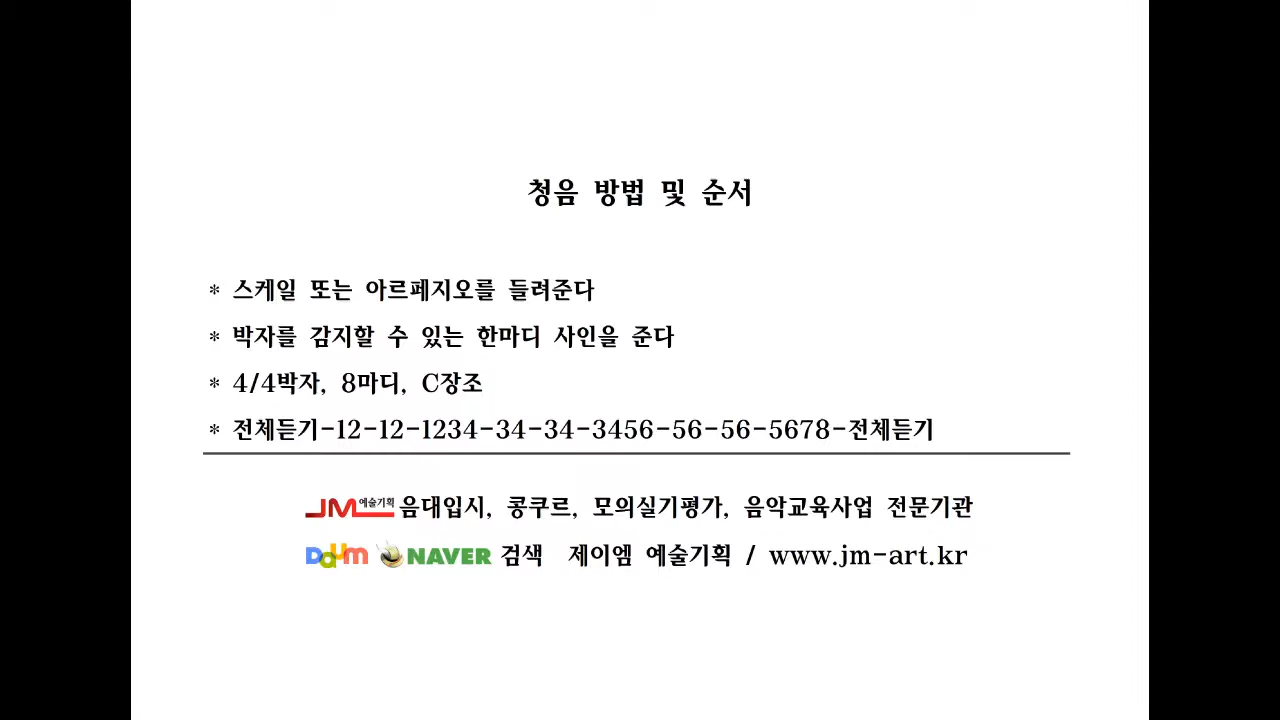 청음 방법 및 순서
* 스케일 또는 아르페지오를 들려준다
* 박자를 감지할 수 있는 한마디 사인을 준다
* 4/4박자, 8마디, C장조
* 전체듣기-12-12-1234-34-34-3456-56-56-5678-전체듣기
JM예술기획 음대입시, 콩쿠르, 모의실기평가, 음악교육사업 전문기관
Daum NAVER 검색 제이엠 예술기획 / www.jm-art.kr